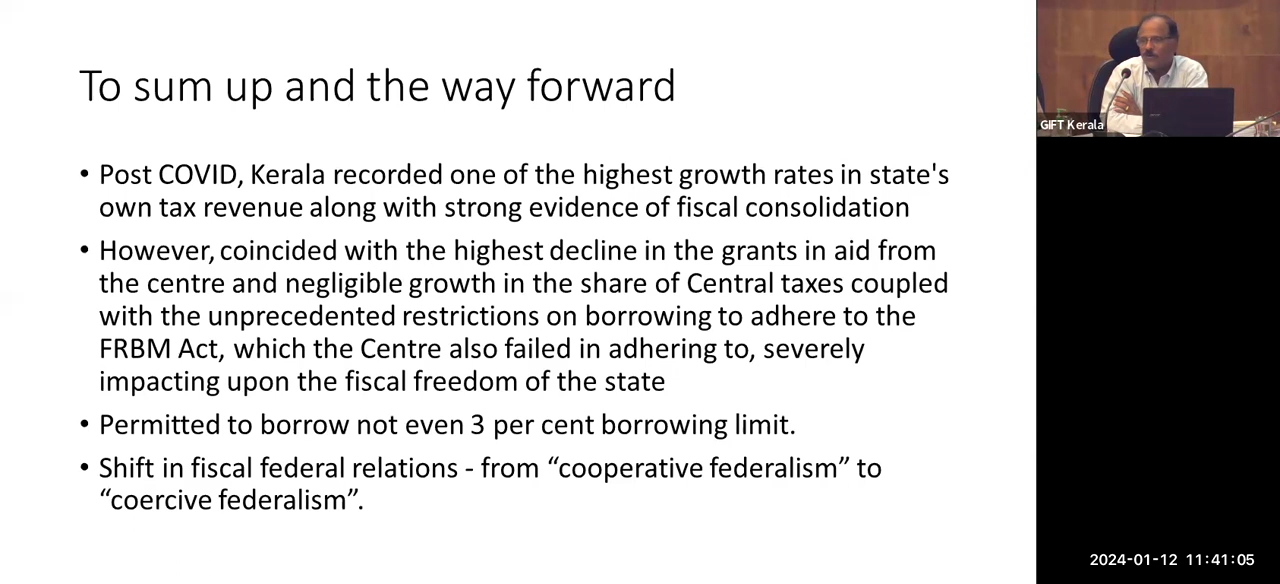 To sum up and the way forward
• Post COVID, Kerala recorded one of the highest growth rates in state's
own tax revenue along with strong evidence of fiscal consolidation
• However, coincided with the highest decline in the grants in aid from
the centre and negligible growth in the share of Central taxes coupled
with the unprecedented restrictions on borrowing to adhere to the
FRBM Act, which the Centre also failed in adhering to, severely
impacting upon the fiscal freedom of the state
• Permitted to borrow not even 3 per cent borrowing limit.
• Shift in fiscal federal relations - from “cooperative federalism” to
“coercive federalism”.
GIFT Kerala
2024-01-12 11:41:05